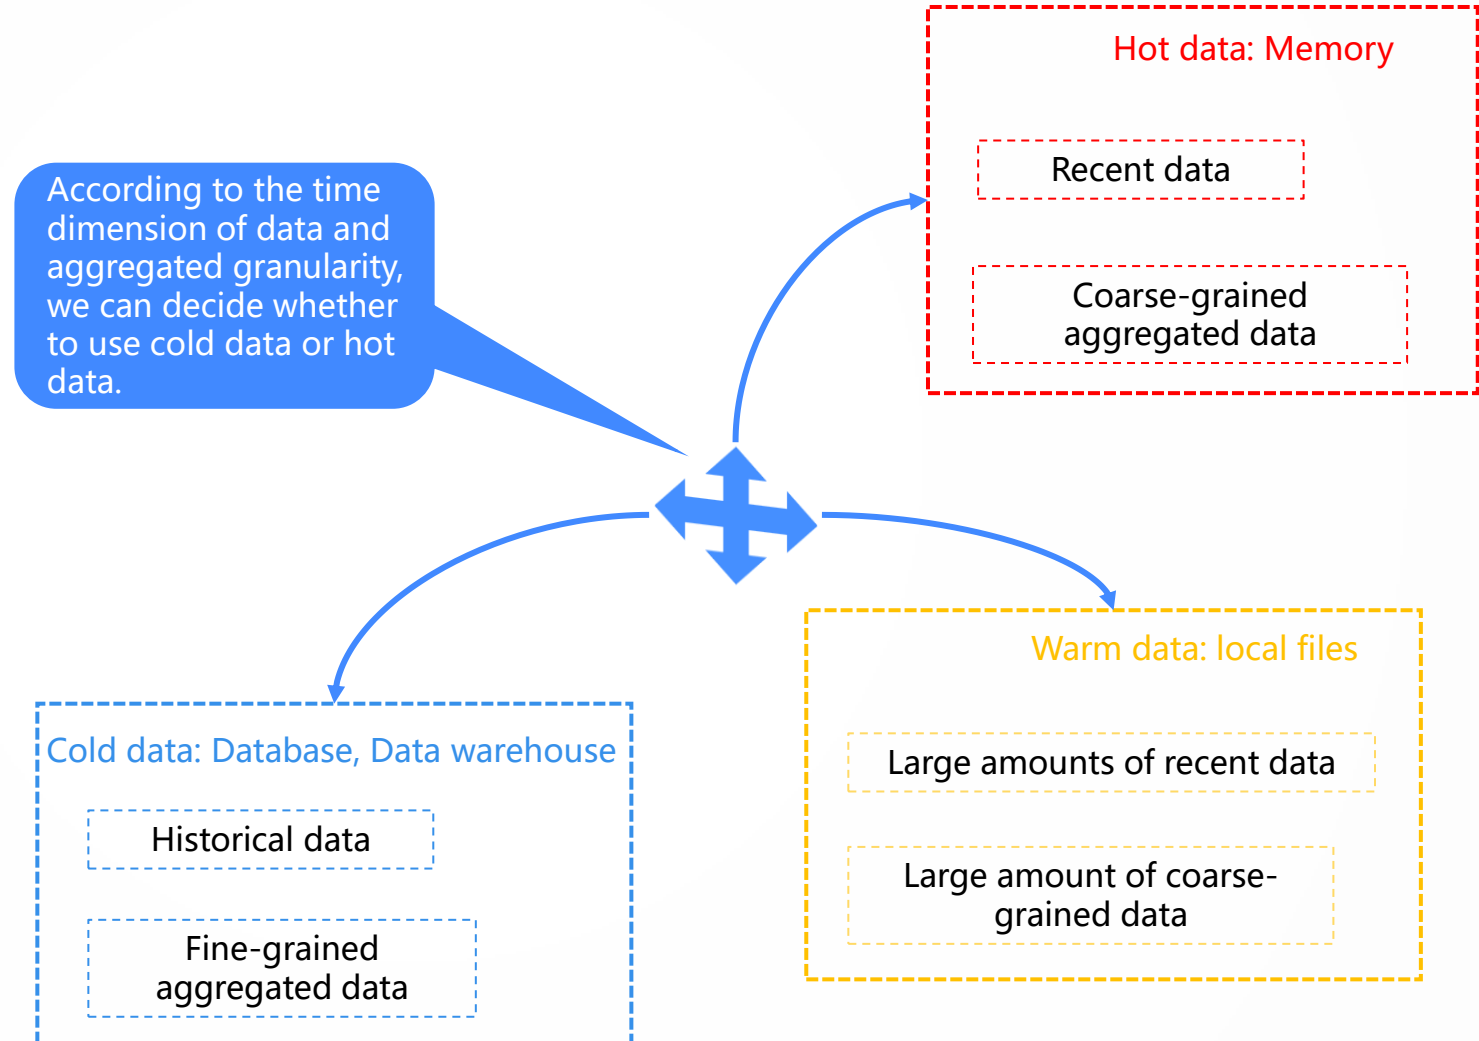 Hot data: Memory
Recent data
Coarse-grained
aggregated data
According to the time
dimension of data and
aggregated granularity,
we can decide whether
to use cold data or hot
data.
Warm data: local files
Large amounts of recent data
Large amount of coarse-
grained data
Cold data: Database, Data warehouse
Historical data
Fine-grained
aggregated data